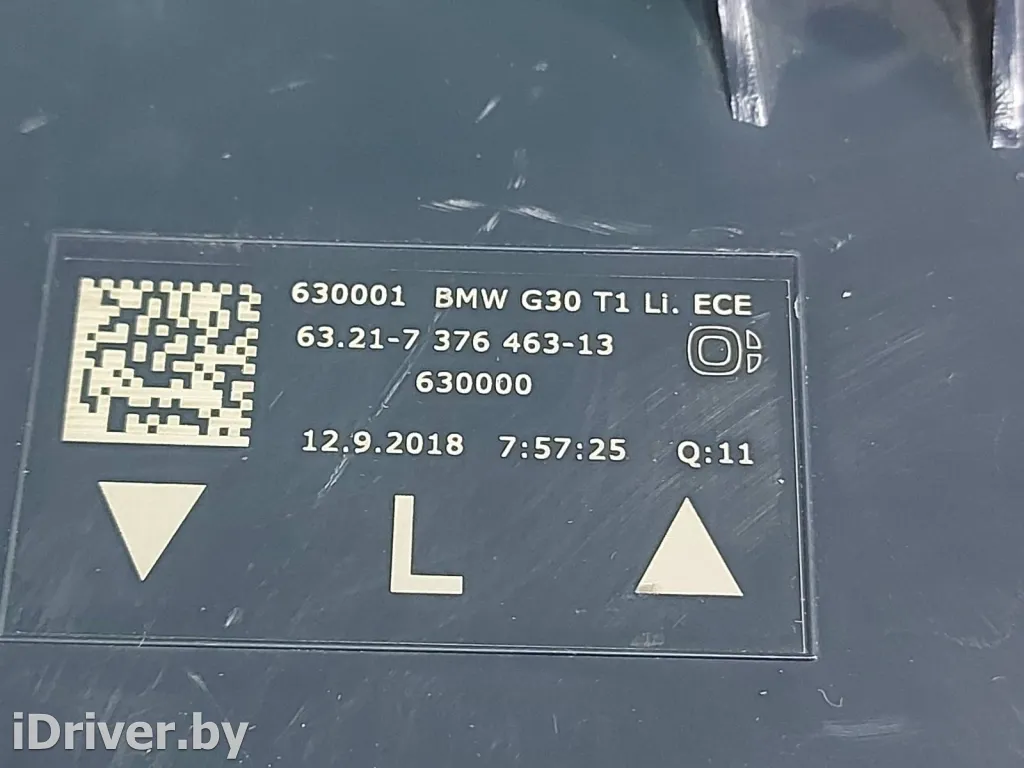 630001 BMW G30 T1 Li. ECE
63.21-7 376 463-13
630000
12.9.2018 7:57:25 Q:11
L
iDriver.by